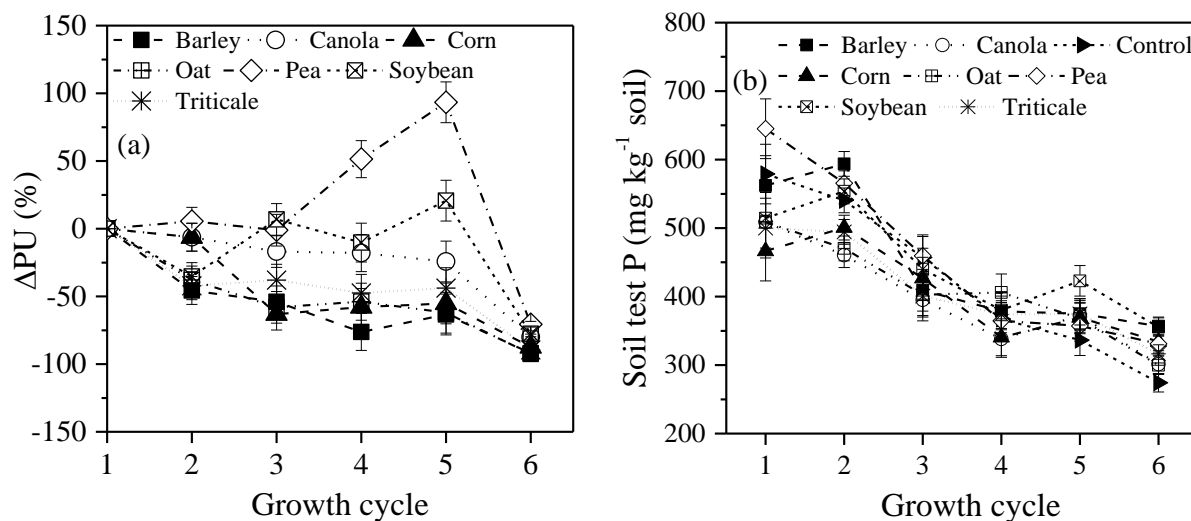 150
100
50
0
-50
-100
-150
ΔPU (%)
Barley Canola Corn
Oat Pea Soybean
Triticale
(a)
1 2 3 4 5 6
Growth cycle
800
700
600
500
400
300
200
Soil test P (mg kg⁻¹ soil)
Barley Canola Control
Corn Oat Pea
Soybean Triticale
(b)
1 2 3 4 5 6
Growth cycle